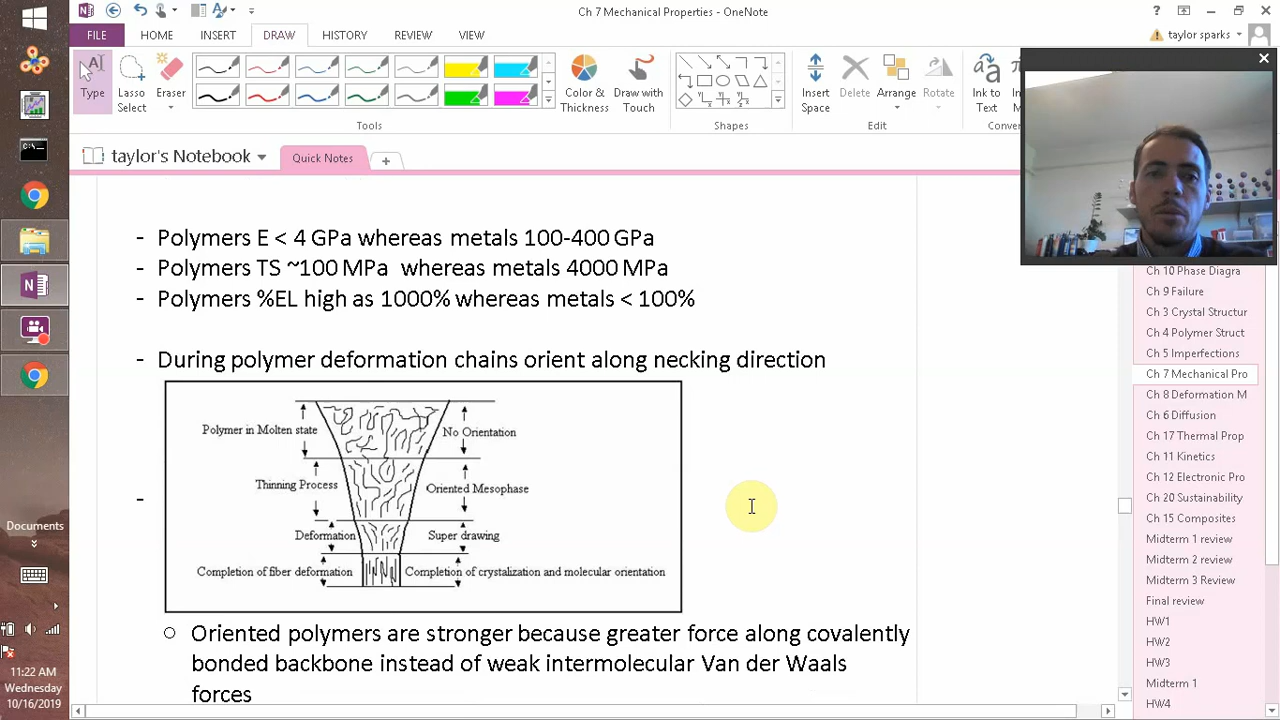 Ch 7 Mechanical Properties - OneNote
FILE
HOME
INSERT
DRAW
HISTORY
REVIEW
VIEW
taylor sparks
Type
Lasso
Select
Eraser
Color &
Thickness
Draw with
Touch
Insert
Space
Delete
Arrange
Rotate
Ink to
Text
Tools
Shapes
Edit
Conver
taylor's Notebook
Quick Notes
- Polymers E < 4 GPa whereas metals 100-400 GPa
- Polymers TS ~100 MPa whereas metals 4000 MPa
- Polymers %EL high as 1000% whereas metals < 100%
- During polymer deformation chains orient along necking direction
Polymer in Molten state
No Orientation
Thinning Process
Oriented Mesophase
Deformation
Super drawing
Completion of fiber deformation
Completion of crystalization and molecular orientation
-
○ Oriented polymers are stronger because greater force along covalently
bonded backbone instead of weak intermolecular Van der Waals
forces
Ch 10 Phase Diagra
Ch 9 Failure
Ch 3 Crystal Structur
Ch 4 Polymer Struct
Ch 5 Imperfections
Ch 7 Mechanical Pro
Ch 8 Deformation M
Ch 6 Diffusion
Ch 17 Thermal Prop
Ch 11 Kinetics
Ch 12 Electronic Pro
Ch 20 Sustainability
Ch 15 Composites
Midterm 1 review
Midterm 2 review
Midterm 3 Review
Final review
HW1
HW2
HW3
Midterm 1
HW4
Documents
11:22 AM
Wednesday
10/16/2019